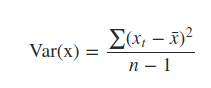 Var(x) = ∑(xₜ − x̄)² / n − 1